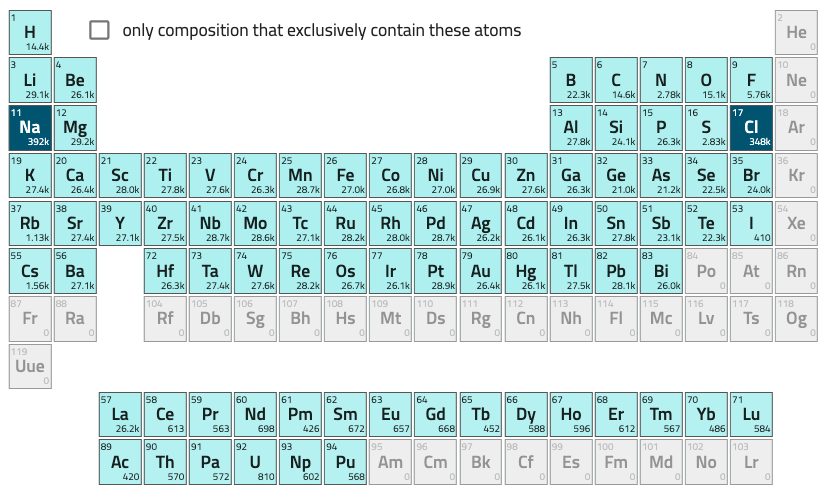 1 2
only composition that exclusively contain these atoms
H He
14.4k 0
3 4 5 6 7 8 9 10
Li Be B C N O F Ne
29.1k 26.1k 22.3k 14.6k 2.78k 15.1k 5.76k 0
11 12 13 14 15 16 17 18
Na Mg Al Si P S Cl Ar
392k 29.2k 27.8k 24.1k 26.3k 2.83k 348k 0
19 20 21 22 23 24 25 26 27 28 29 30 31 32 33 34 35 36
K Ca Sc Ti V Cr Mn Fe Co Ni Cu Zn Ga Ge As Se Br Kr
27.4k 26.4k 28.0k 27.8k 27.6k 26.3k 28.7k 27.0k 26.8k 27.0k 26.9k 27.6k 26.3k 21.0k 21.2k 22.5k 24.0k 0
37 38 39 40 41 42 43 44 45 46 47 48 49 50 51 52 53 54
Rb Sr Y Zr Nb Mo Tc Ru Rh Pd Ag Cd In Sn Sb Te I Xe
1.13k 27.4k 27.1k 27.5k 28.7k 28.6k 27.1k 28.2k 28.0k 28.7k 26.2k 26.1k 26.3k 27.8k 23.1k 22.3k 410 0
55 56 72 73 74 75 76 77 78 79 80 81 82 83 84 85 86
Cs Ba Hf Ta W Re Os Ir Pt Au Hg Tl Pb Bi Po At Rn
1.56k 27.1k 26.3k 27.4k 27.6k 28.2k 26.7k 26.1k 28.9k 26.4k 26.1k 27.5k 28.1k 26.0k 0 0 0
87 88 104 105 106 107 108 109 110 111 112 113 114 115 116 117 118
Fr Ra Rf Db Sg Bh Hs Mt Ds Rg Cn Nh Fl Mc Lv Ts Og
0 0 0 0 0 0 0 0 0 0 0 0 0 0 0 0 0
119
Uue
0
57 58 59 60 61 62 63 64 65 66 67 68 69 70 71
La Ce Pr Nd Pm Sm Eu Gd Tb Dy Ho Er Tm Yb Lu
26.2k 613 563 698 426 672 657 668 452 588 596 612 567 486 584
89 90 91 92 93 94 95 96 97 98 99 100 101 102 103
Ac Th Pa U Np Pu Am Cm Bk Cf Es Fm Md No Lr
420 570 572 810 602 568 0 0 0 0 0 0 0 0 0